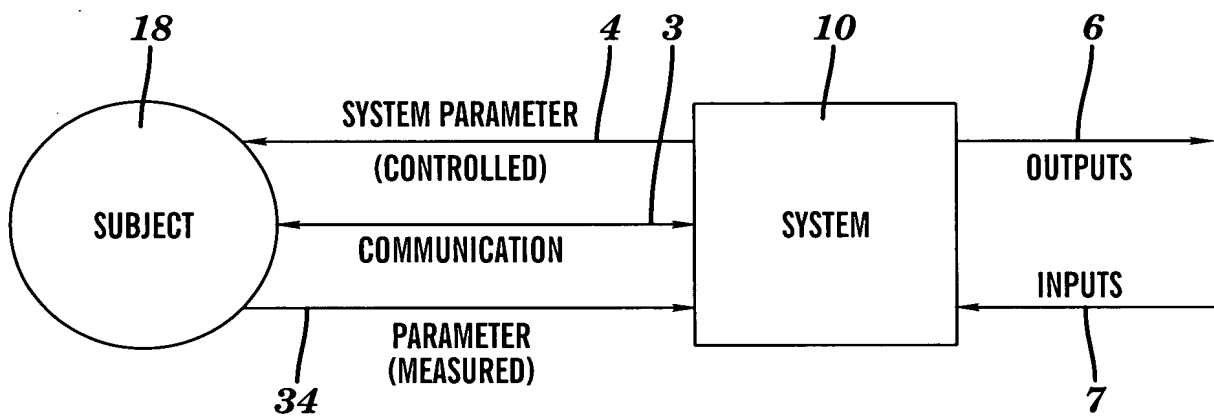 18
4
3
10
6
SYSTEM PARAMETER
(CONTROLLED)
OUTPUTS
SUBJECT
SYSTEM
COMMUNICATION
INPUTS
PARAMETER
(MEASURED)
34
7